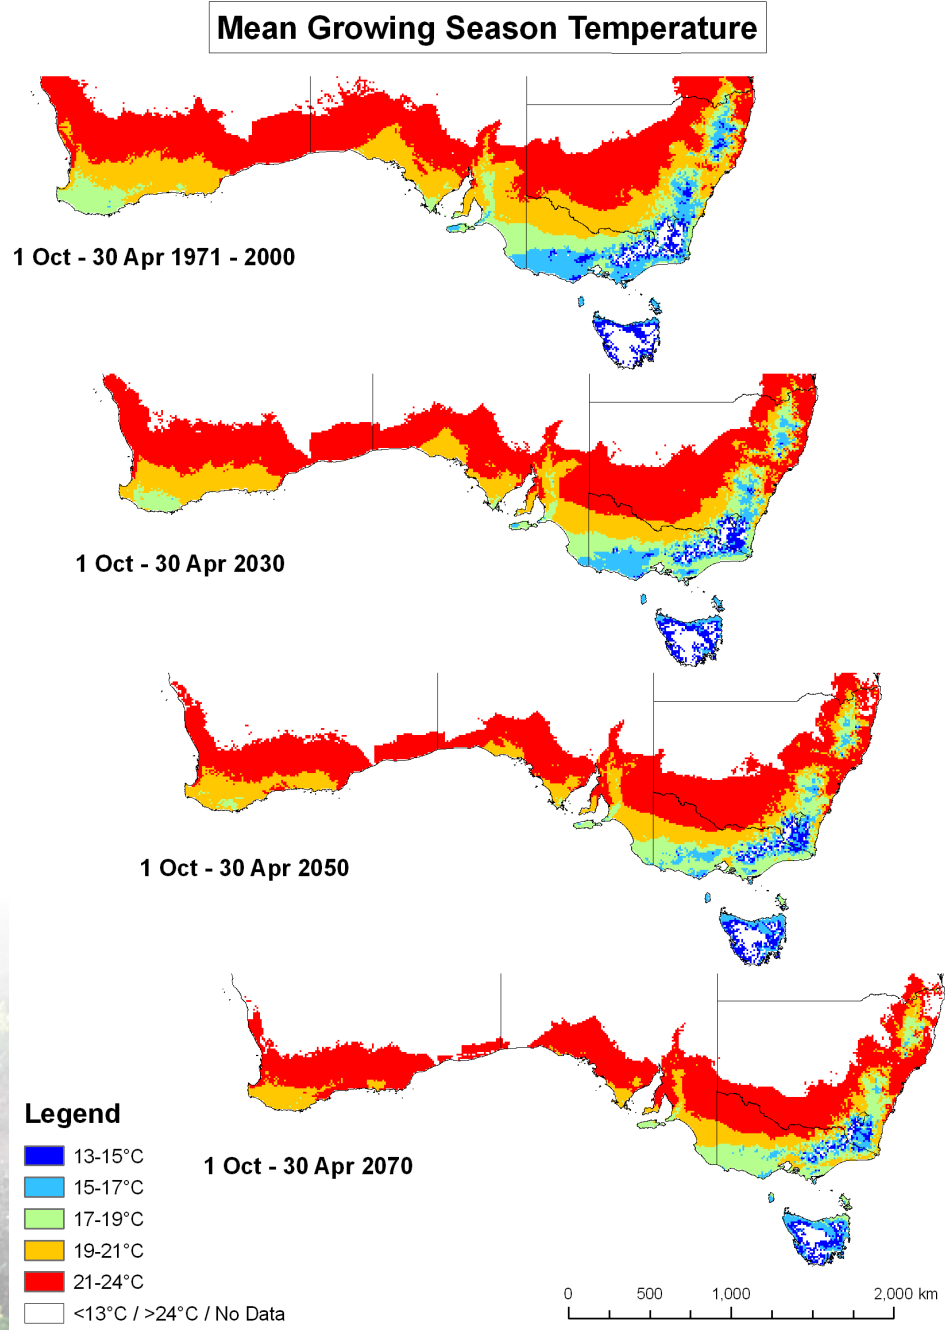 Mean Growing Season Temperature
1 Oct - 30 Apr 1971 - 2000
1 Oct - 30 Apr 2030
1 Oct - 30 Apr 2050
1 Oct - 30 Apr 2070
Legend
13-15°C
15-17°C
17-19°C
19-21°C
21-24°C
<13°C / >24°C / No Data
0 500 1,000 2,000 km